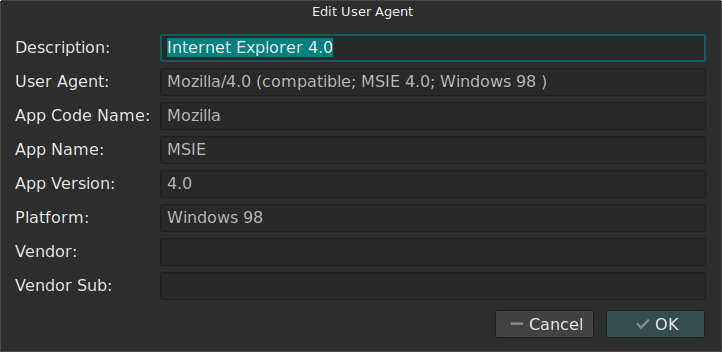 Edit User Agent
Description: Internet Explorer 4.0
User Agent: Mozilla/4.0 (compatible; MSIE 4.0; Windows 98 )
App Code Name: Mozilla
App Name: MSIE
App Version: 4.0
Platform: Windows 98
Vendor:
Vendor Sub:
Cancel OK